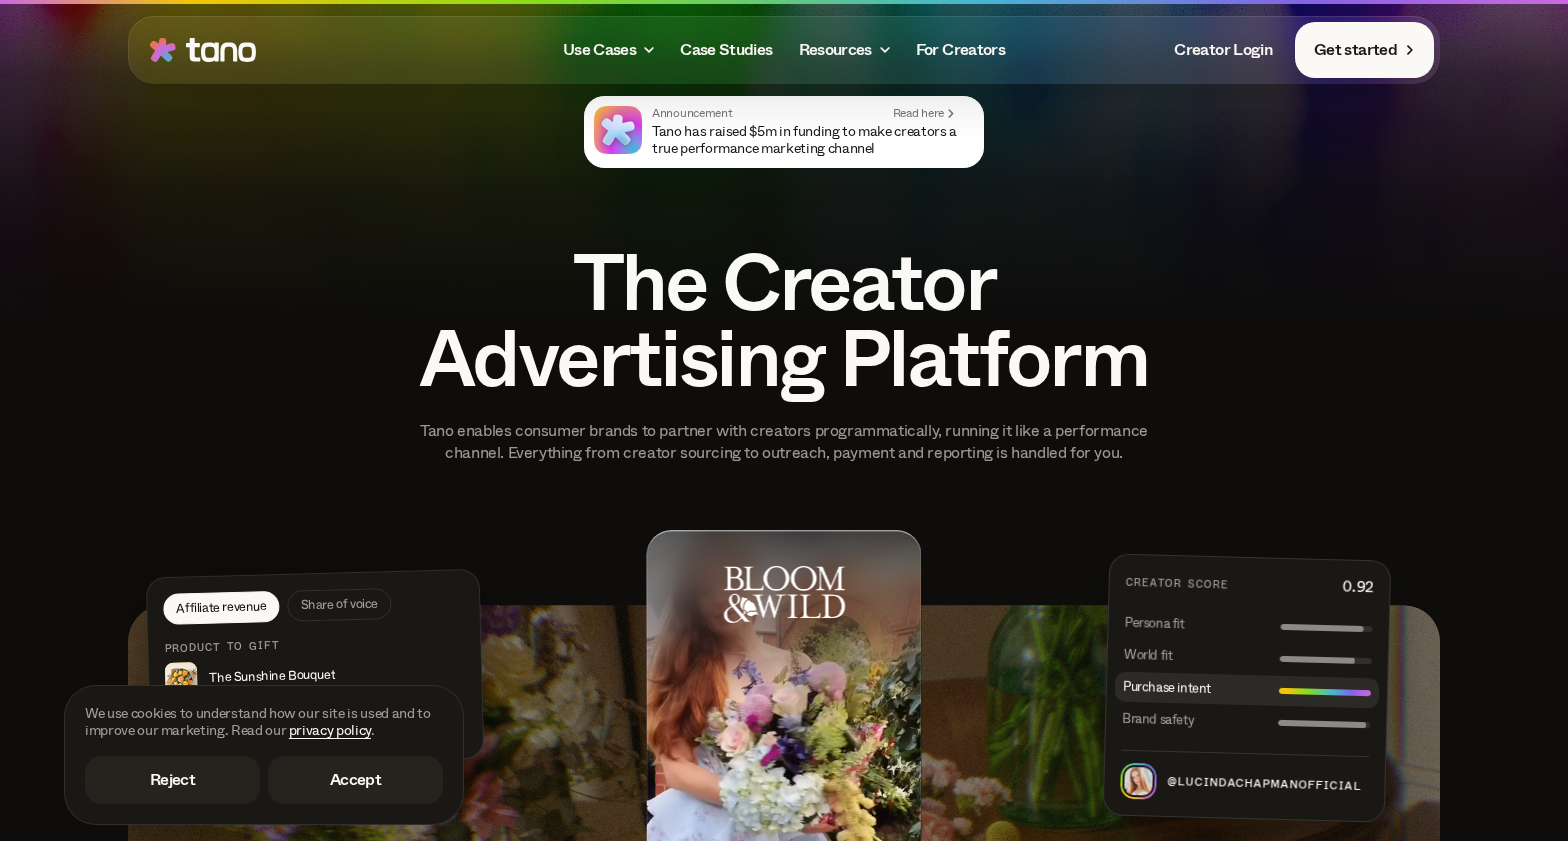 tano
Use Cases
Case Studies
Resources
For Creators
Creator Login
Get started
Announcement
Read here
Tano has raised $5m in funding to make creators a
true performance marketing channel
The Creator
Advertising Platform
Tano enables consumer brands to partner with creators programmatically, running it like a performance
channel. Everything from creator sourcing to outreach, payment and reporting is handled for you.
Affiliate revenue
Share of voice
PRODUCT TO GIFT
The Sunshine Bouquet
BLOOM
&WILD
CREATOR SCORE
0.92
Persona fit
World fit
Purchase intent
Brand safety
@LUCINDACHAPMANOFFICIAL
We use cookies to understand how our site is used and to
improve our marketing. Read our privacy policy.
Reject
Accept